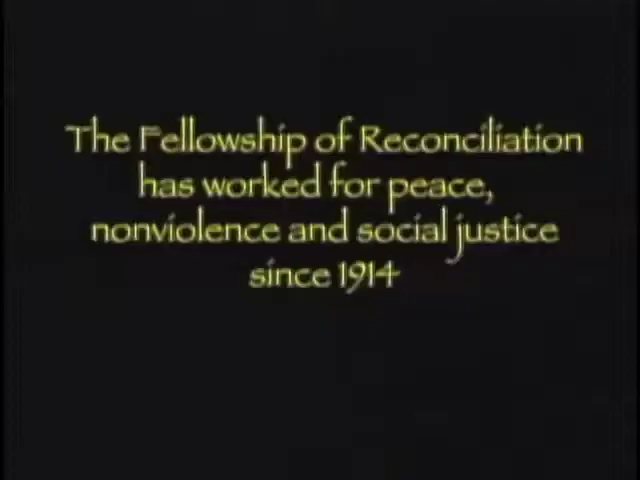 The Fellowship of Reconciliation
has worked for peace,
nonviolence and social justice
since 1914